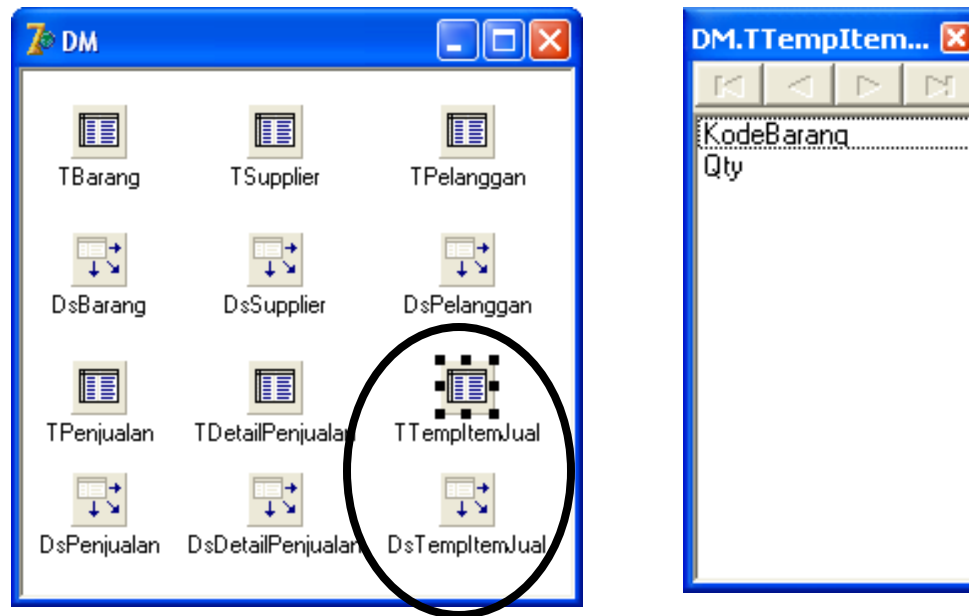 DM
TBarang TSupplier TPelanggan
DsBarang DsSupplier DsPelanggan
TPenjualan TDetailPenjualan TTempItemJual
DsPenjualan DsDetailPenjualan DsTempItemJual
DM.TTempItem...
KodeBarang
Qty